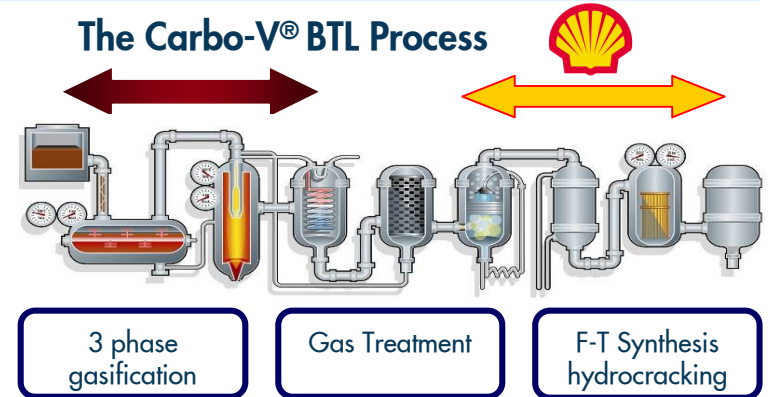 The Carbo-V® BTL Process
3 phase
gasification
Gas Treatment
F-T Synthesis
hydrocracking